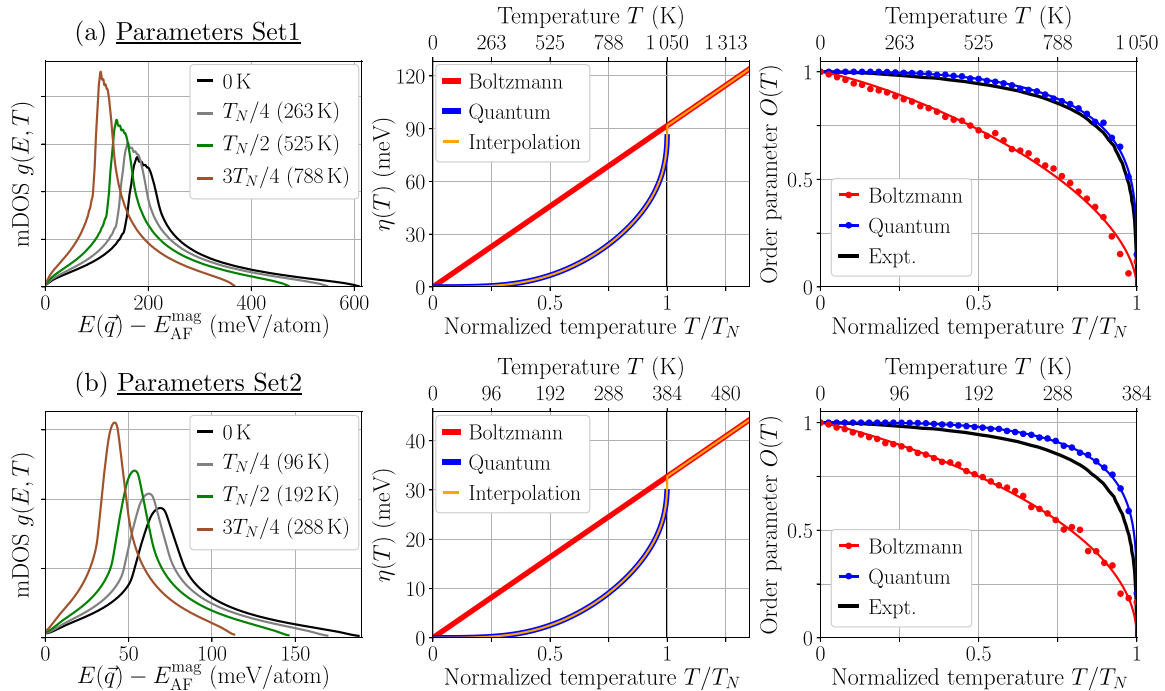 (a) Parameters Set1
mDOS g(E, T)
0 K
T_N/4 (263 K)
T_N/2 (525 K)
3T_N/4 (788 K)
0 200 400 600
E(q⃗) − E_AF^mag (meV/atom)
Temperature T (K)
0 263 525 788 1 050 1 313
η(T) (meV)
120
90
60
30
0
Boltzmann
Quantum
Interpolation
0 0.5 1
Normalized temperature T/T_N
Temperature T (K)
0 263 525 788 1 050
Order parameter O(T)
1
0.5
0
Boltzmann
Quantum
Expt.
0 0.5 1
Normalized temperature T/T_N
(b) Parameters Set2
mDOS g(E, T)
0 K
T_N/4 (96 K)
T_N/2 (192 K)
3T_N/4 (288 K)
0 50 100 150
E(q⃗) − E_AF^mag (meV/atom)
Temperature T (K)
0 96 192 288 384 480
η(T) (meV)
40
30
20
10
0
Boltzmann
Quantum
Interpolation
0 0.5 1
Normalized temperature T/T_N
Temperature T (K)
0 96 192 288 384
Order parameter O(T)
1
0.5
0
Boltzmann
Quantum
Expt.
0 0.5 1
Normalized temperature T/T_N